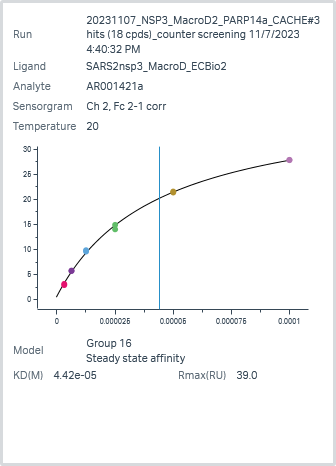 Run 20231107_NSP3_MacroD2_PARP14a_CACHE#3
hits (18 cpds)_counter screening 11/7/2023
4:40:32 PM
Ligand SARS2nsp3_MacroD_ECBio2
Analyte AR001421a
Sensorgram Ch 2, Fc 2-1 corr
Temperature 20
30
25
20
15
10
5
0
0 0.000025 0.00005 0.000075 0.0001
Model Group 16
Steady state affinity
KD(M) 4.42e-05 Rmax(RU) 39.0